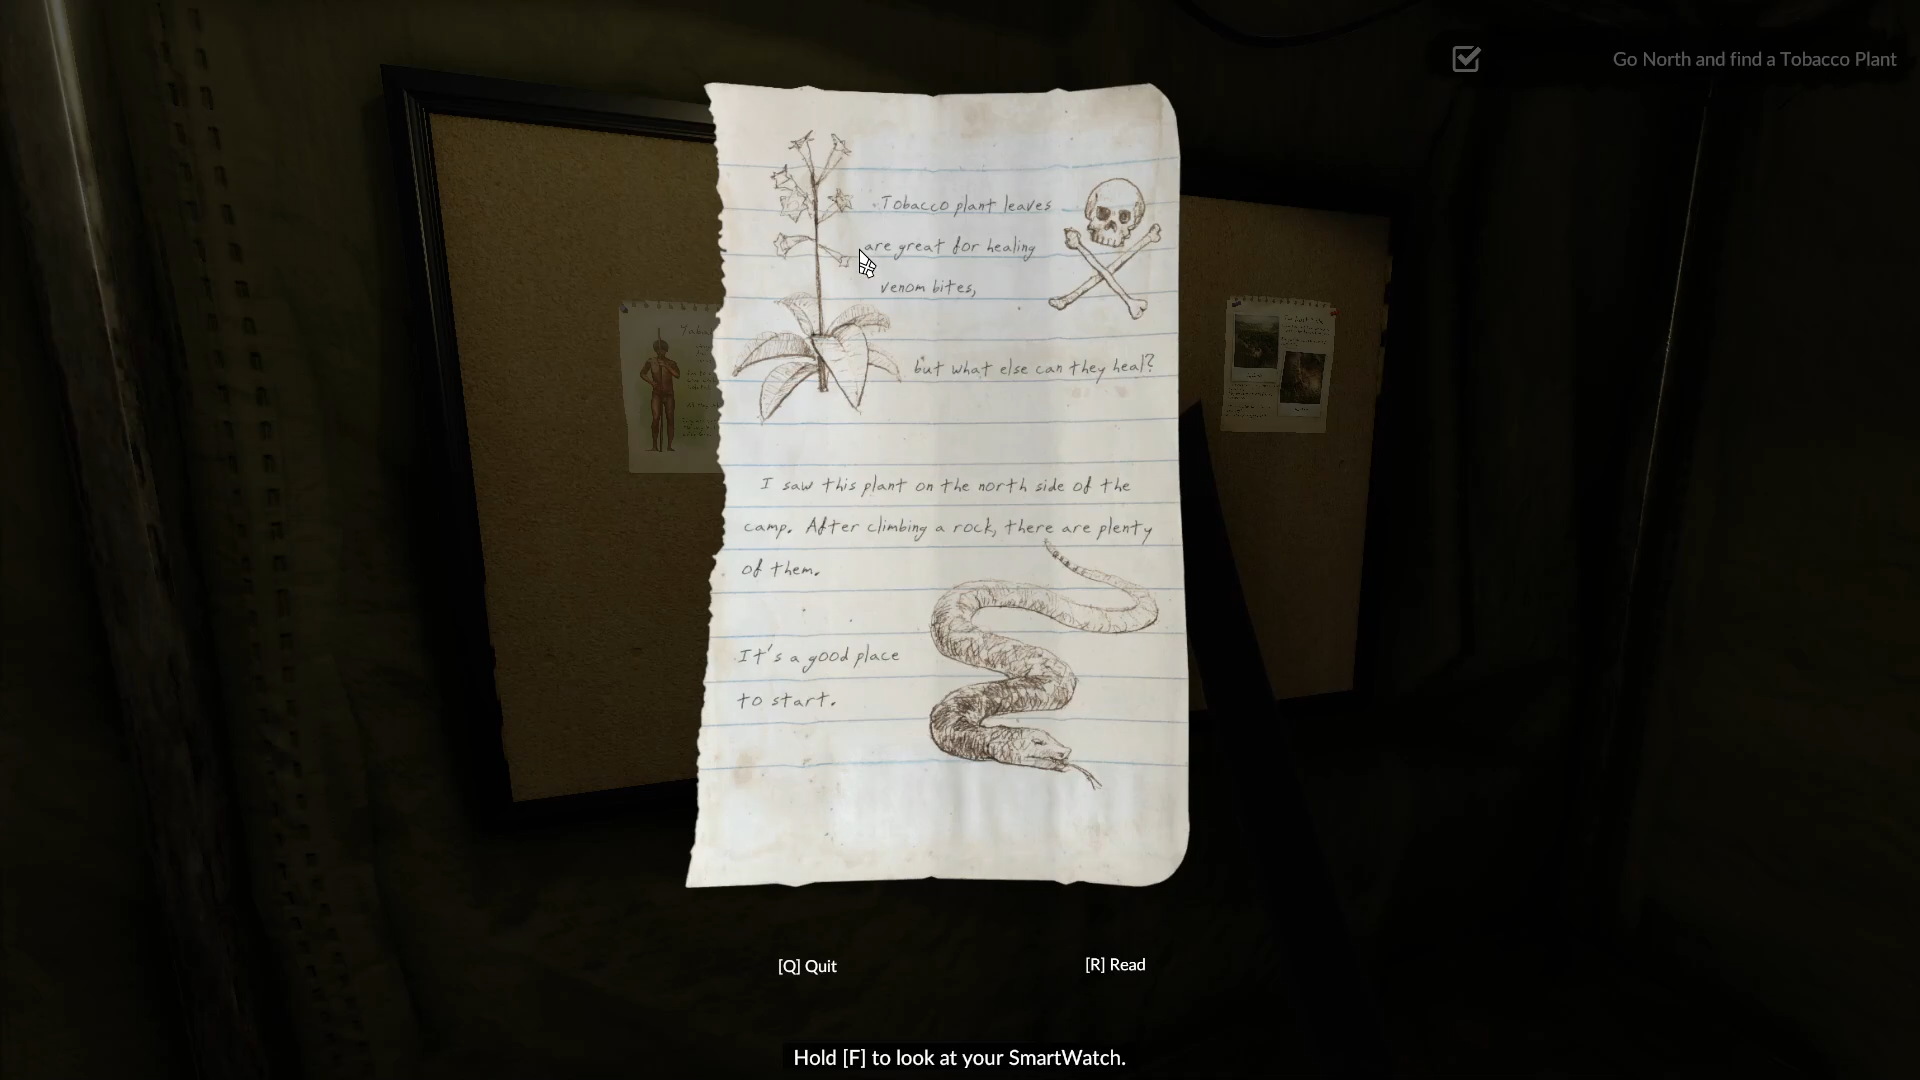 Go North and find a Tobacco Plant
Tobacco plant leaves
are great for healing
venom bites,
but what else can they heal?
I saw this plant on the north side of the
camp. After climbing a rock, there are plenty
of them.
It's a good place
to start.
[Q] Quit
[R] Read
Hold [F] to look at your SmartWatch.